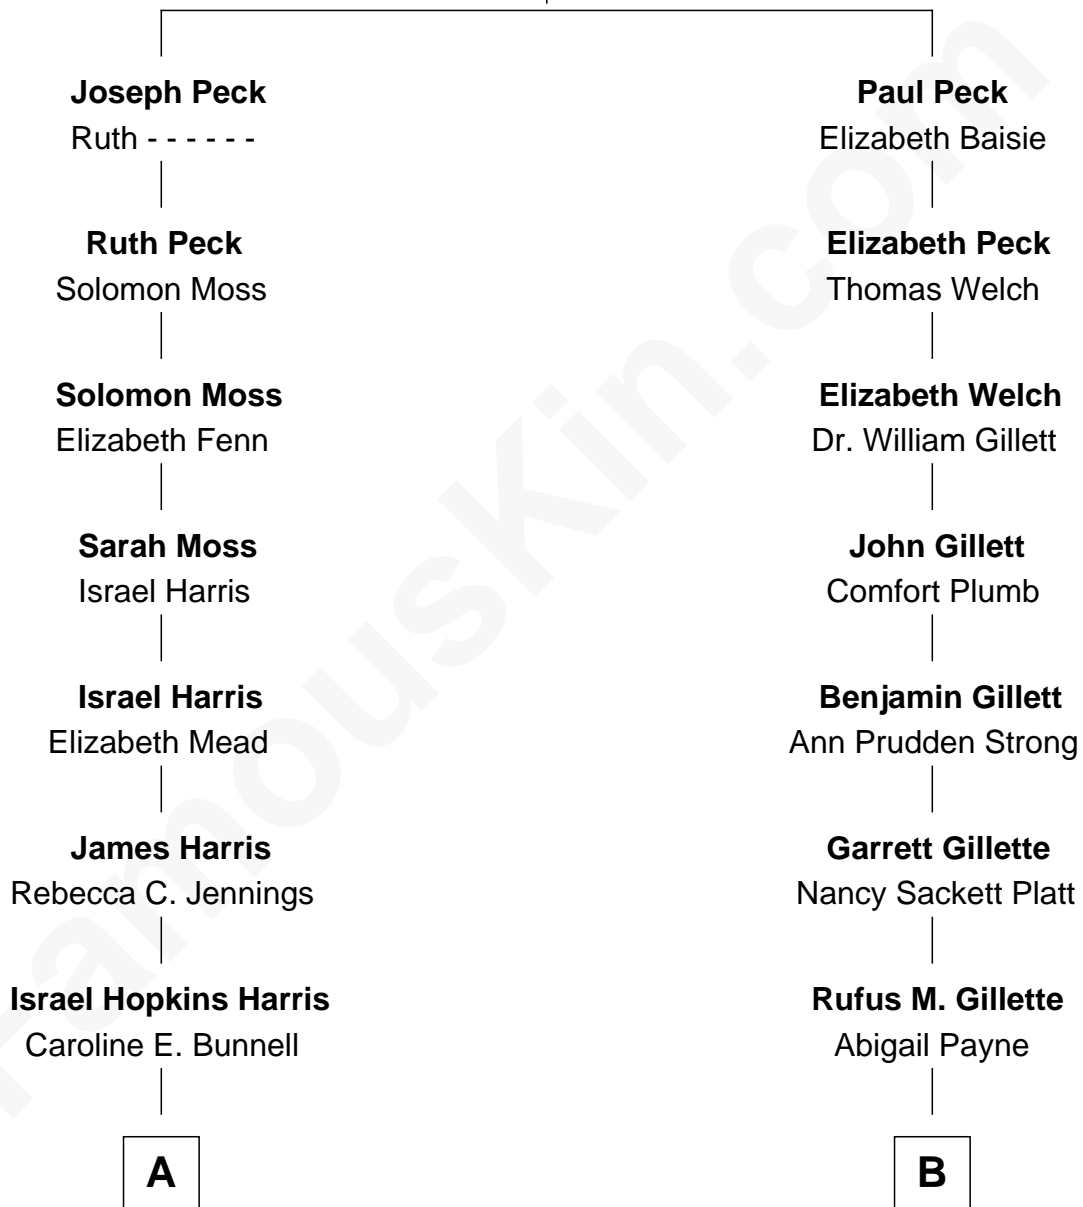 Joseph Peck
Ruth - - - - - -
Ruth Peck
Solomon Moss
Solomon Moss
Elizabeth Fenn
Sarah Moss
Israel Harris
Israel Harris
Elizabeth Mead
James Harris
Rebecca C. Jennings
Israel Hopkins Harris
Caroline E. Bunnell
A
Paul Peck
Elizabeth Baisie
Elizabeth Peck
Thomas Welch
Elizabeth Welch
Dr. William Gillett
John Gillett
Comfort Plumb
Benjamin Gillett
Ann Prudden Strong
Garrett Gillette
Nancy Sackett Platt
Rufus M. Gillette
Abigail Payne
B
FamousKin.com